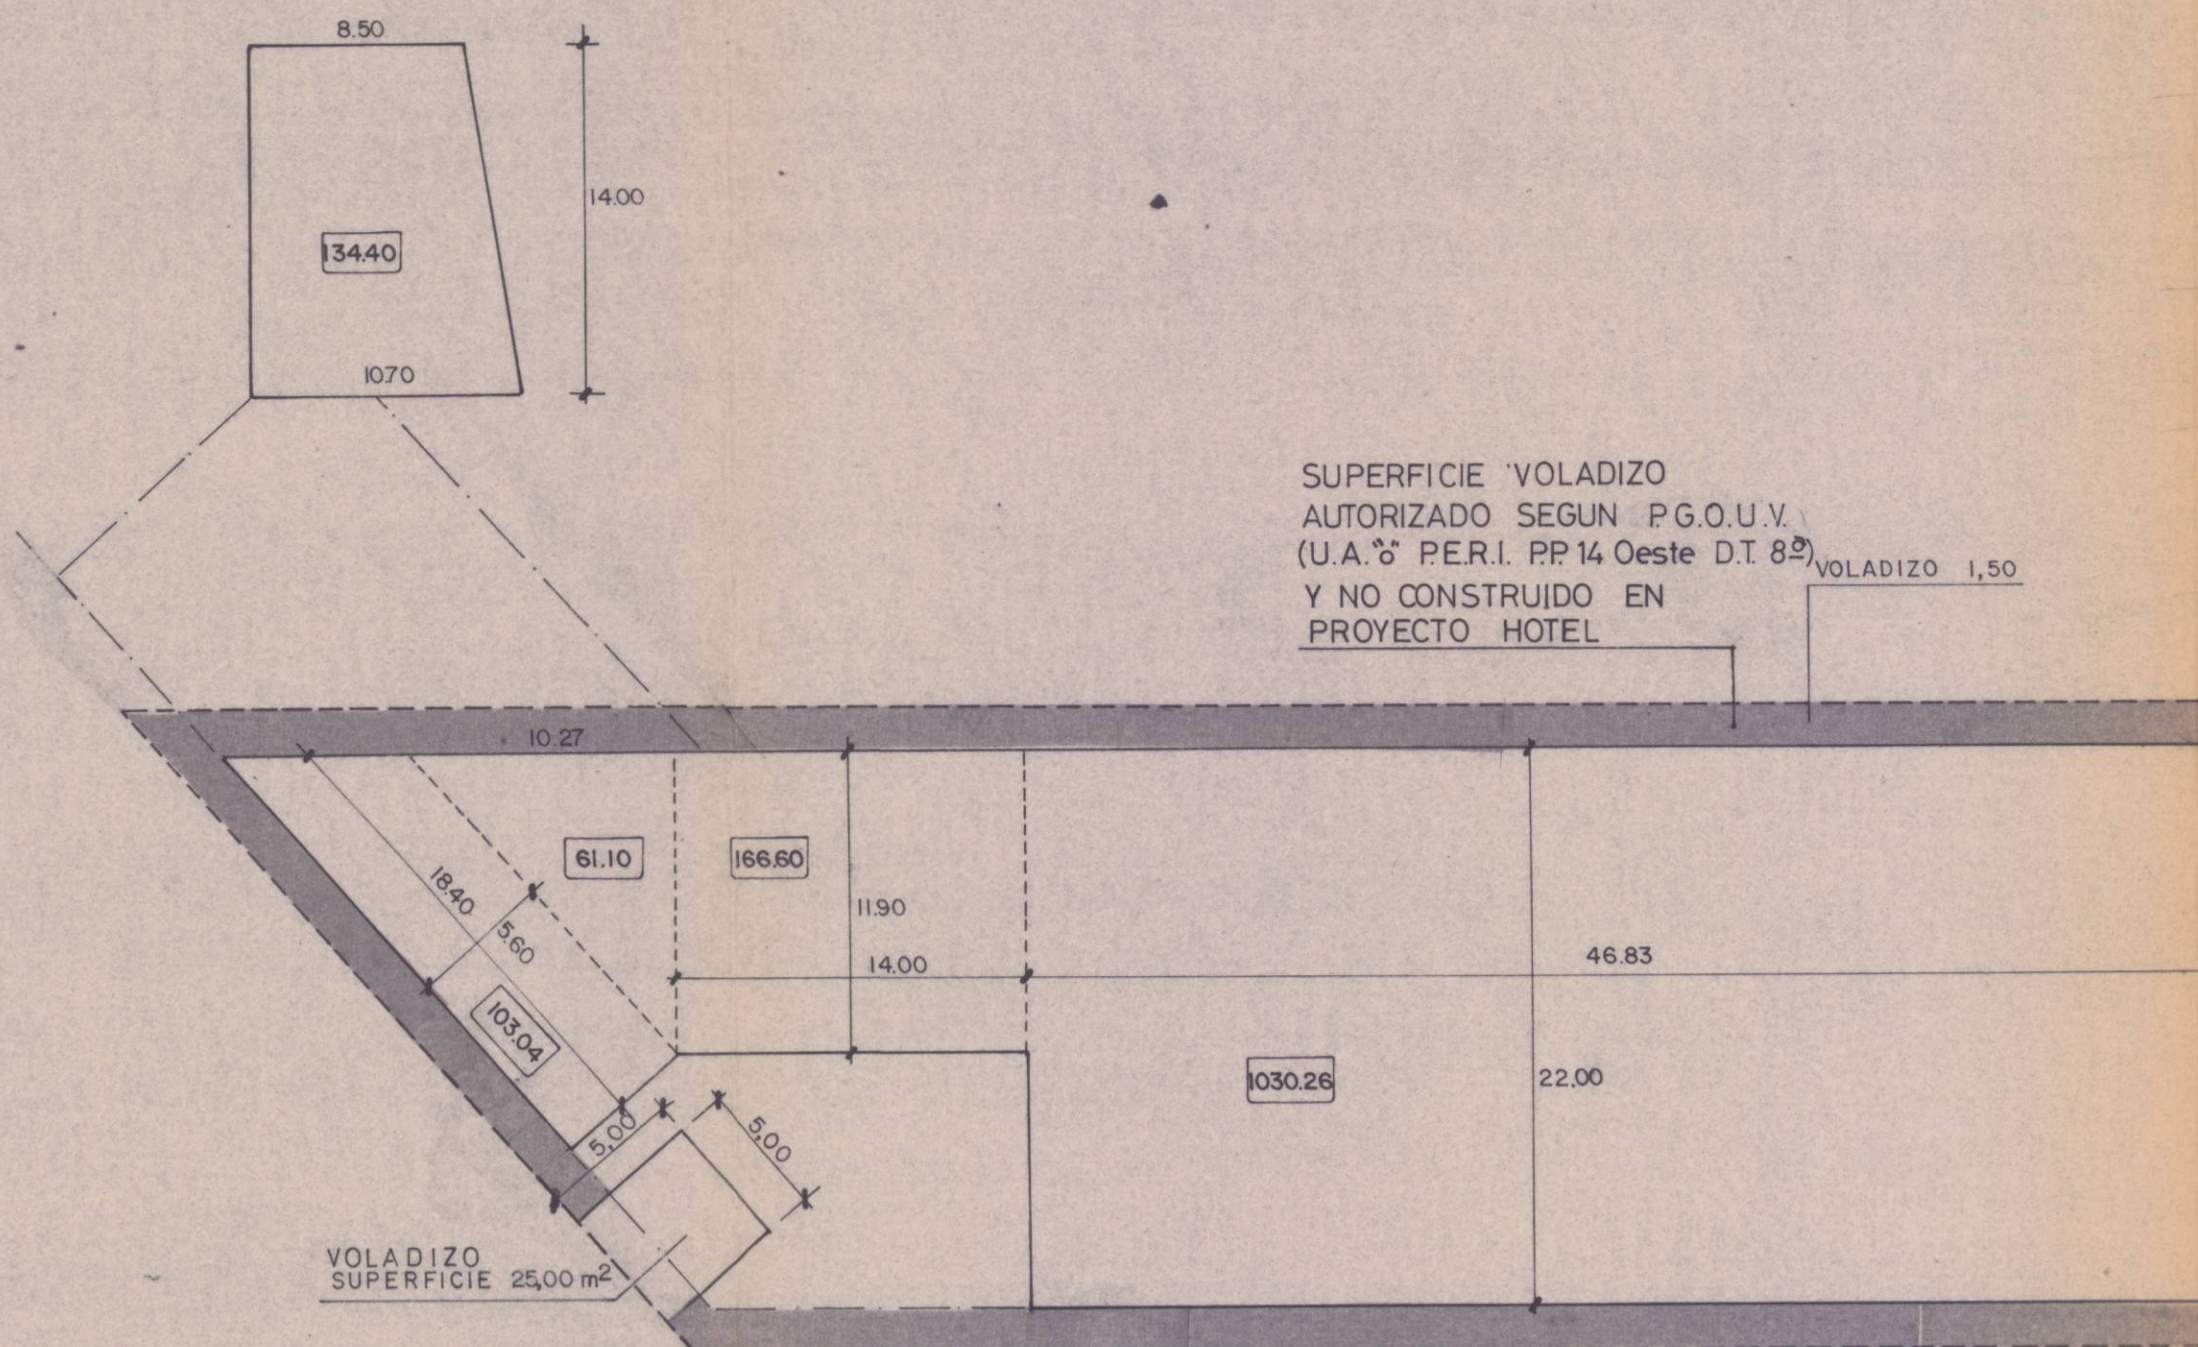 8.50
14.00
134.40
10.70
SUPERFICIE VOLADIZO
AUTORIZADO SEGUN P.G.O.U.V.
(U.A."ö" P.E.R.I. P.P. 14 Oeste D.T. 8ª)
Y NO CONSTRUIDO EN
PROYECTO HOTEL
VOLADIZO 1,50
10.27
61.10
166.60
18.40
5.60
11.90
14.00
46.83
103.04
1030.26
22.00
5,00
5,00
VOLADIZO
SUPERFICIE 25,00 m²